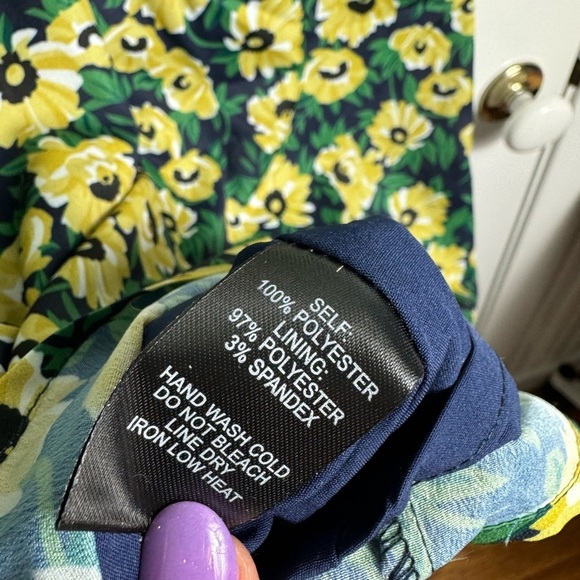 SELF:
100% POLYESTER
LINING:
97% POLYESTER
3% SPANDEX
HAND WASH COLD
DO NOT BLEACH
LINE DRY
IRON LOW HEAT